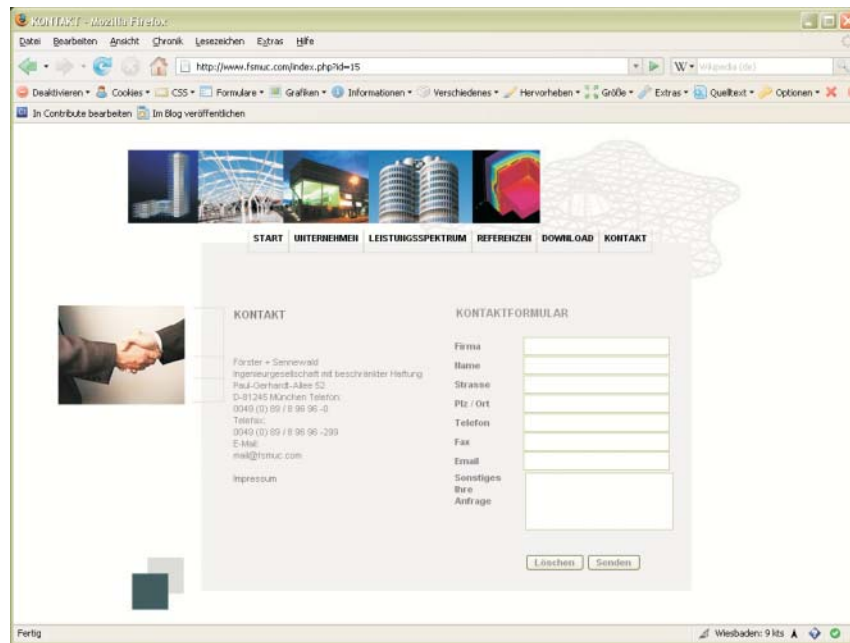 KONTAKT - Mozilla Firefox
Datei Bearbeiten Ansicht Chronik Lesezeichen Extras Hilfe
http://www.fsmuc.com/index.php?id=15 W Wikipedia (de)
Deaktivieren Cookies CSS Formulare Grafiken Informationen Verschiedenes Hervorheben Größe Extras Quelltext Optionen
In Contribute bearbeiten Im Blog veröffentlichen
START UNTERNEHMEN LEISTUNGSSPEKTRUM REFERENZEN DOWNLOAD KONTAKT
KONTAKT
Förster + Sennewald
Ingenieurgesellschaft mit beschränkter Haftung
Paul-Gerhardt-Allee 52
D-81245 München Telefon:
0049 (0) 89 / 8 96 96 -0
Telefax:
0049 (0) 89 / 8 96 96 -299
E-Mail:
mail@fsmuc.com
Impressum
KONTAKTFORMULAR
Firma
Name
Strasse
Plz / Ort
Telefon
Fax
Email
Sonstiges
Ihre
Anfrage
Löschen Senden
Fertig Wiesbaden: 9 kts